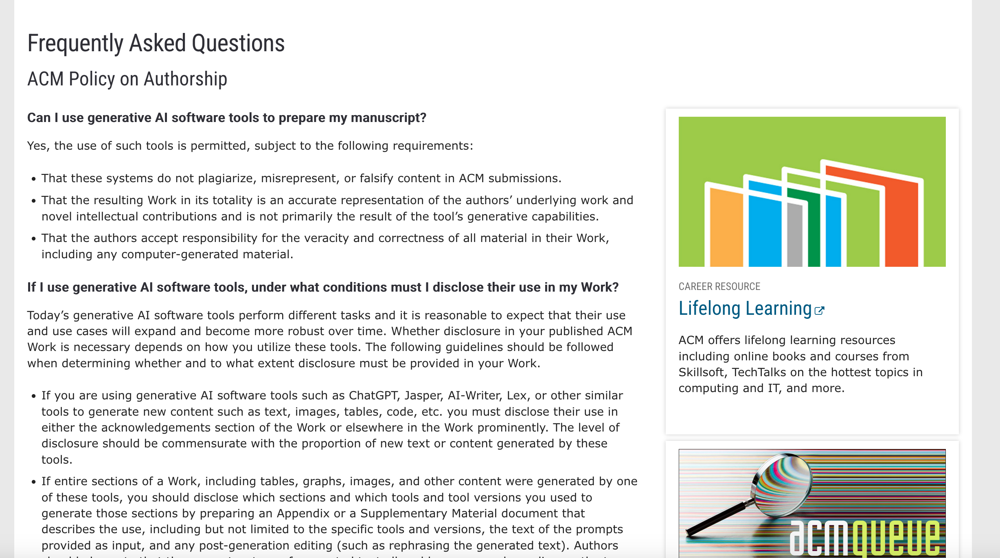 Frequently Asked Questions
ACM Policy on Authorship
Can I use generative AI software tools to prepare my manuscript?
Yes, the use of such tools is permitted, subject to the following requirements:
• That these systems do not plagiarize, misrepresent, or falsify content in ACM submissions.
• That the resulting Work in its totality is an accurate representation of the authors’ underlying work and
novel intellectual contributions and is not primarily the result of the tool’s generative capabilities.
• That the authors accept responsibility for the veracity and correctness of all material in their Work,
including any computer-generated material.
If I use generative AI software tools, under what conditions must I disclose their use in my Work?
Today’s generative AI software tools perform different tasks and it is reasonable to expect that their use
and use cases will expand and become more robust over time. Whether disclosure in your published ACM
Work is necessary depends on how you utilize these tools. The following guidelines should be followed
when determining whether and to what extent disclosure must be provided in your Work.
• If you are using generative AI software tools such as ChatGPT, Jasper, AI-Writer, Lex, or other similar
tools to generate new content such as text, images, tables, code, etc. you must disclose their use in
either the acknowledgements section of the Work or elsewhere in the Work prominently. The level of
disclosure should be commensurate with the proportion of new text or content generated by these
tools.
• If entire sections of a Work, including tables, graphs, images, and other content were generated by one
of these tools, you should disclose which sections and which tools and tool versions you used to
generate those sections by preparing an Appendix or a Supplementary Material document that
describes the use, including but not limited to the specific tools and versions, the text of the prompts
provided as input, and any post-generation editing (such as rephrasing the generated text). Authors
CAREER RESOURCE
Lifelong Learning
ACM offers lifelong learning resources
including online books and courses from
Skillsoft, TechTalks on the hottest topics in
computing and IT, and more.
acmqueue